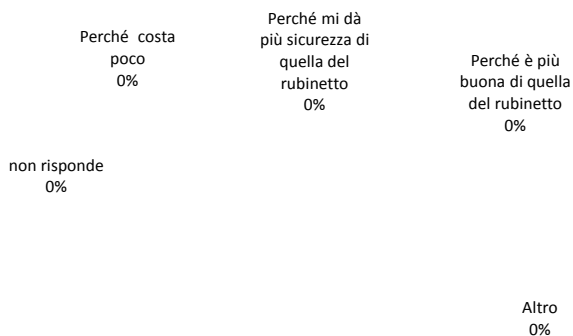 Perché costa
poco
0%
Perché mi dà
più sicurezza di
quella del
rubinetto
0%
Perché è più
buona di quella
del rubinetto
0%
non risponde
0%
Altro
0%